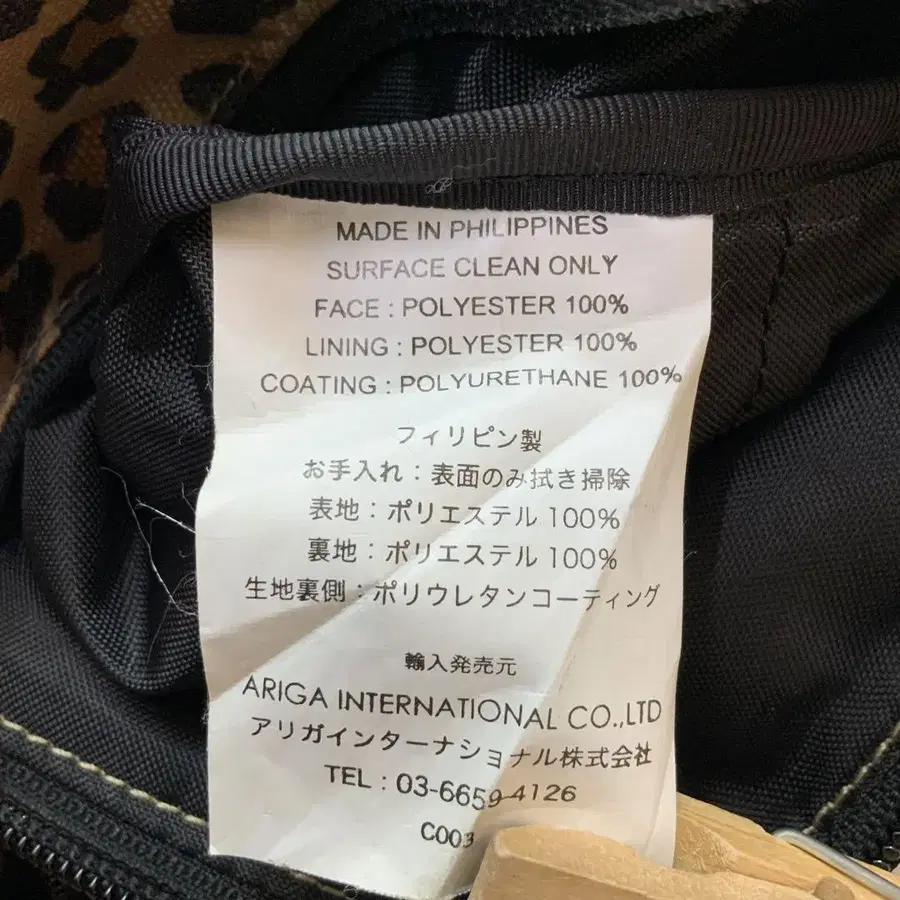 MADE IN PHILIPPINES
SURFACE CLEAN ONLY
FACE : POLYESTER 100%
LINING : POLYESTER 100%
COATING : POLYURETHANE 100%
フィリピン製
お手入れ : 表面のみ拭き掃除
表地 : ポリエステル 100%
裏地 : ポリエステル 100%
生地裏側 : ポリウレタンコーティング
輸入発売元
ARIGA INTERNATIONAL CO.,LTD
アリガインターナショナル株式会社
TEL : 03-6659-4126
C003